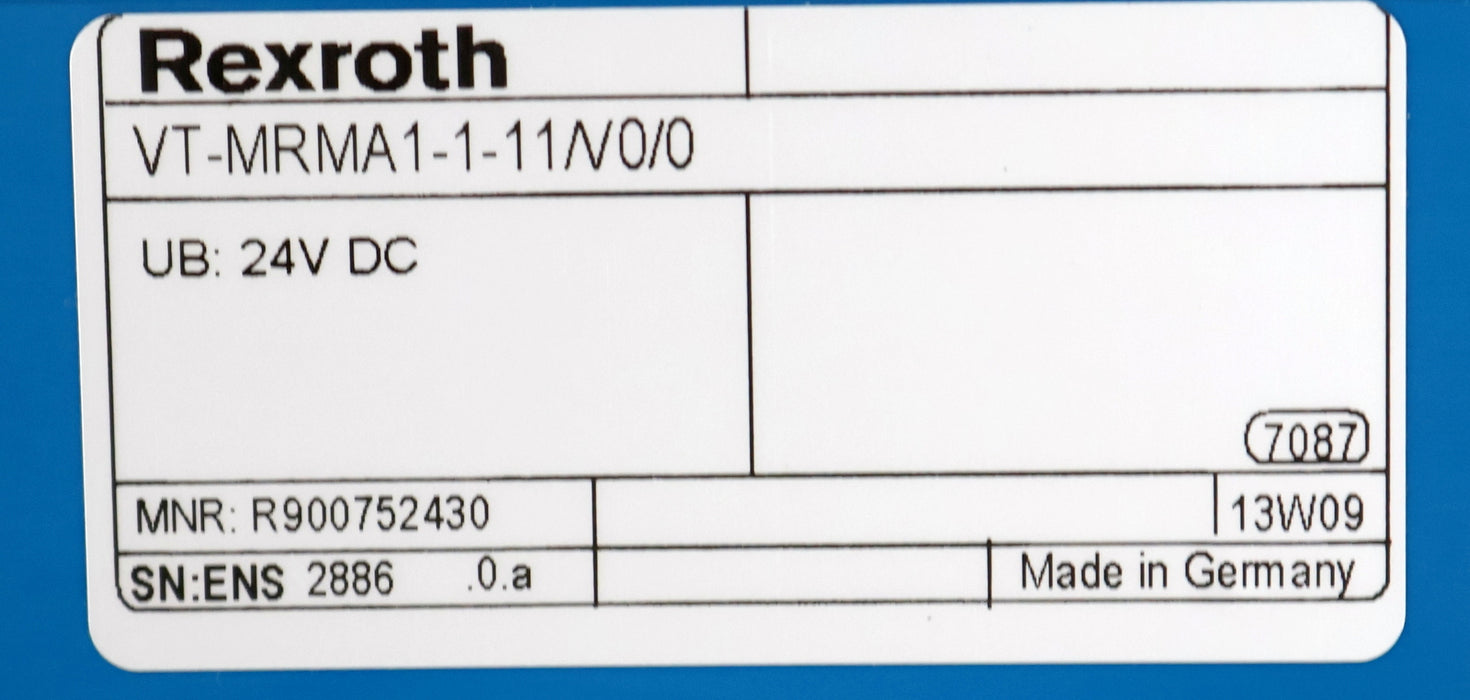 Rexroth
VT-MRMA1-1-11/V0/0
UB: 24V DC
7087
MNR: R900752430
13W09
SN:ENS 2886 .0.a
Made in Germany